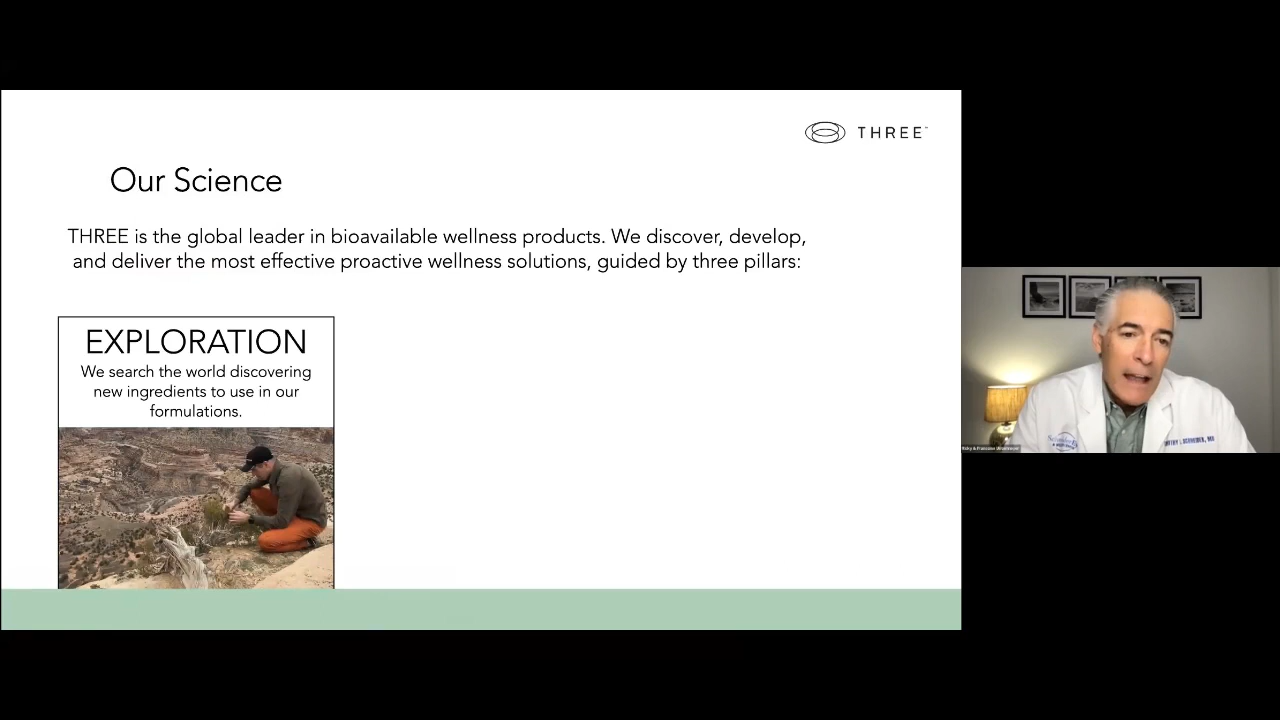 THREE™
Our Science
THREE is the global leader in bioavailable wellness products. We discover, develop,
and deliver the most effective proactive wellness solutions, guided by three pillars:
EXPLORATION
We search the world discovering
new ingredients to use in our
formulations.